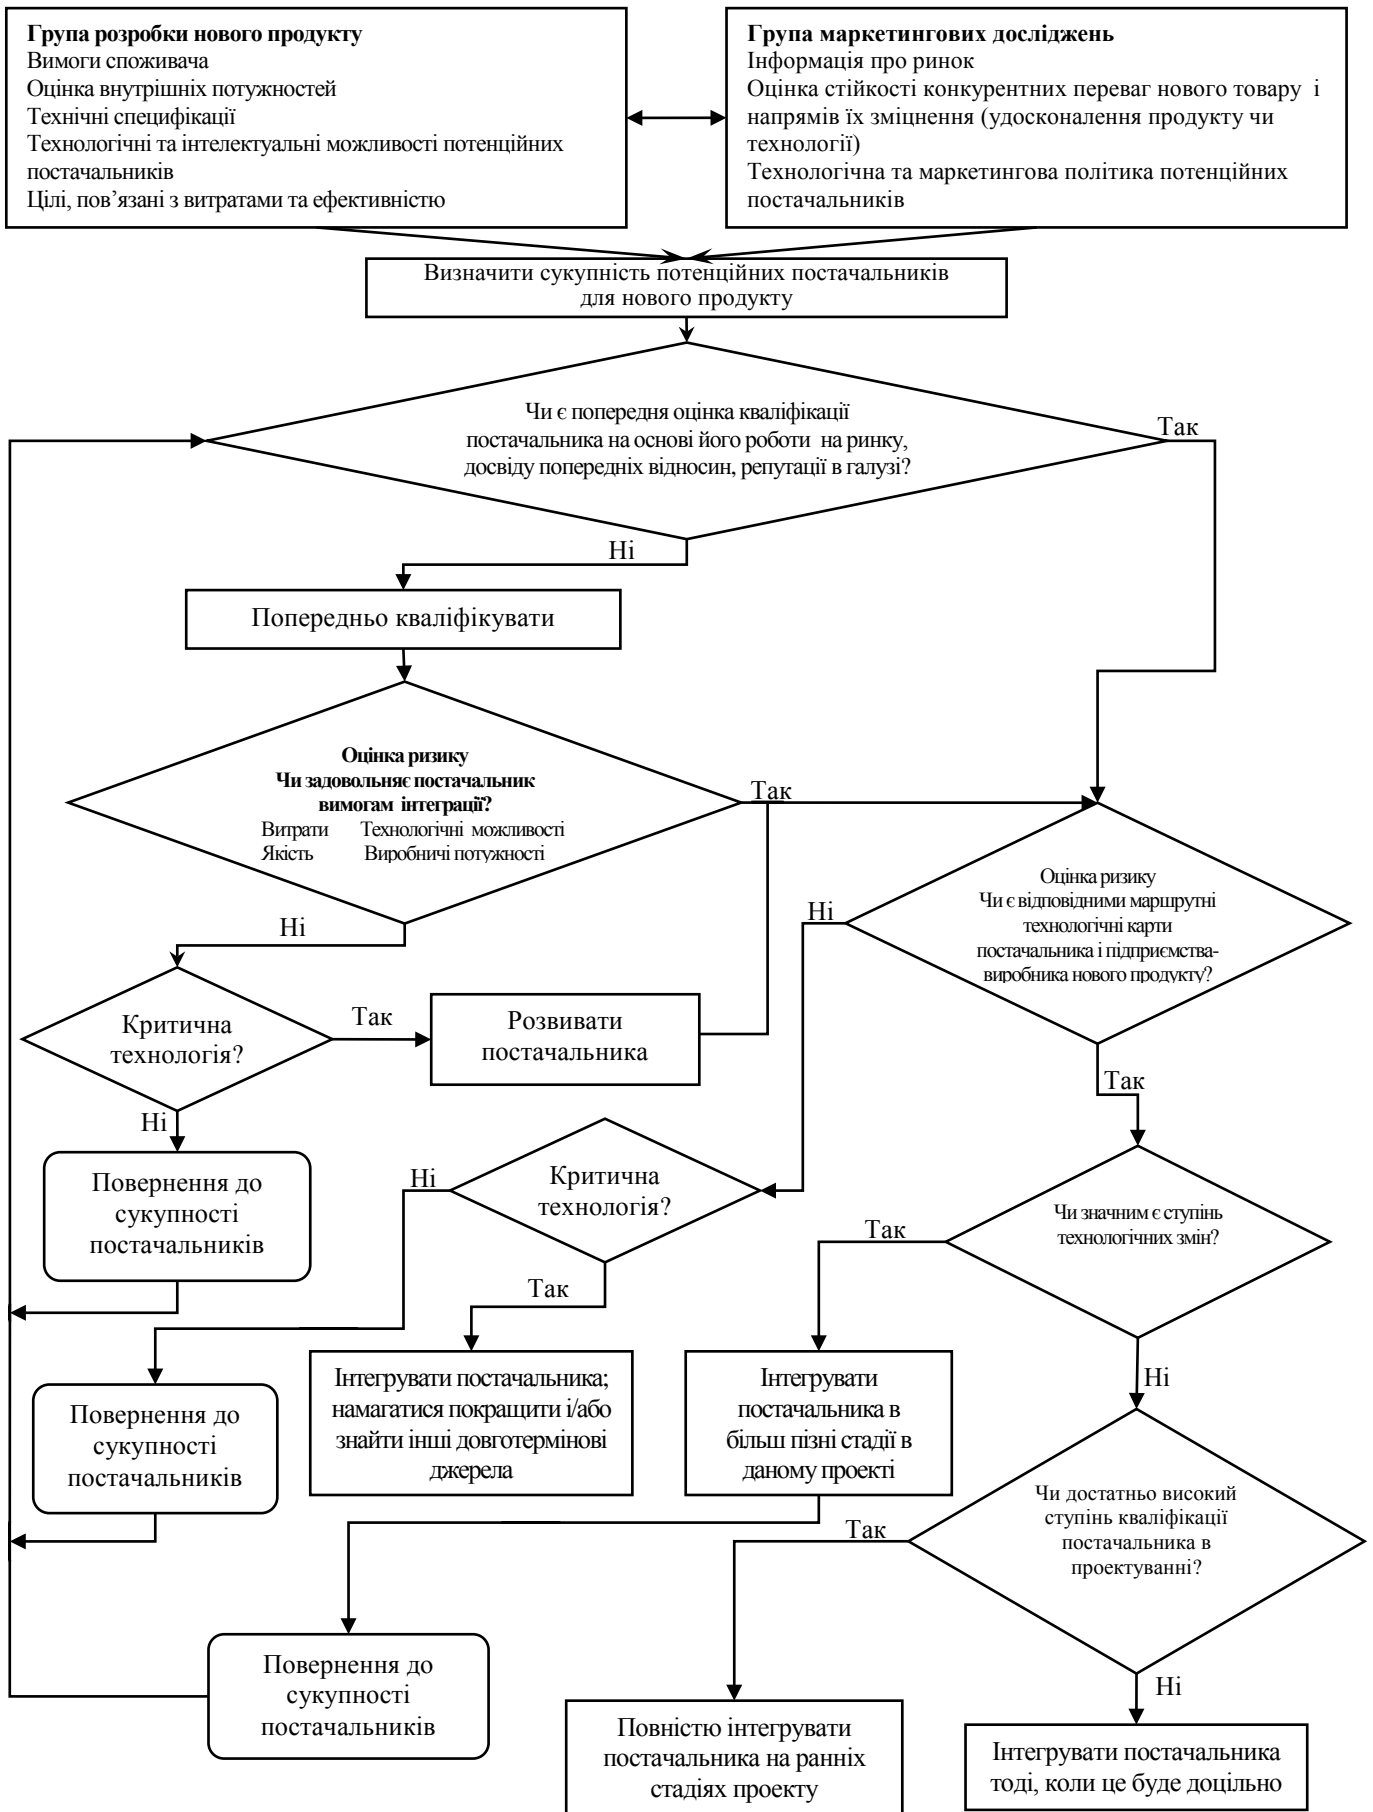 Група розробки нового продукту
Вимоги споживача
Оцінка внутрішніх потужностей
Технічні специфікації
Технологічні та інтелектуальні можливості потенційних
постачальників
Цілі, пов’язані з витратами та ефективністю
Група маркетингових досліджень
Інформація про ринок
Оцінка стійкості конкурентних переваг нового товару і
напрямів їх зміцнення (удосконалення продукту чи
технології)
Технологічна та маркетингова політика потенційних
постачальників
Визначити сукупність потенційних постачальників
для нового продукту
Чи є попередня оцінка кваліфікації
постачальника на основі його роботи на ринку,
досвіду попередніх відносин, репутації в галузі?
Так
Ні
Попередньо кваліфікувати
Оцінка ризику
Чи задовольняє постачальник
вимогам інтеграції?
Витрати Технологічні можливості
Якість Виробничі потужності
Так
Ні
Оцінка ризику
Чи є відповідними маршрутні
технологічні карти
постачальника і підприємства-
виробника нового продукту?
Ні
Так
Критична
технологія?
Так
Розвивати
постачальника
Ні
Повернення до
сукупності
постачальників
Критична
технологія?
Ні
Так
Чи значним є ступінь
технологічних змін?
Так
Ні
Повернення до
сукупності
постачальників
Інтегрувати постачальника;
намагатися покращити і/або
знайти інші довготермінові
джерела
Інтегрувати
постачальника в
більш пізні стадії в
даному проекті
Чи достатньо високий
ступінь кваліфікації
постачальника в
проектуванні?
Так
Ні
Повернення до
сукупності
постачальників
Повністю інтегрувати
постачальника на ранніх
стадіях проекту
Інтегрувати постачальника
тоді, коли це буде доцільно